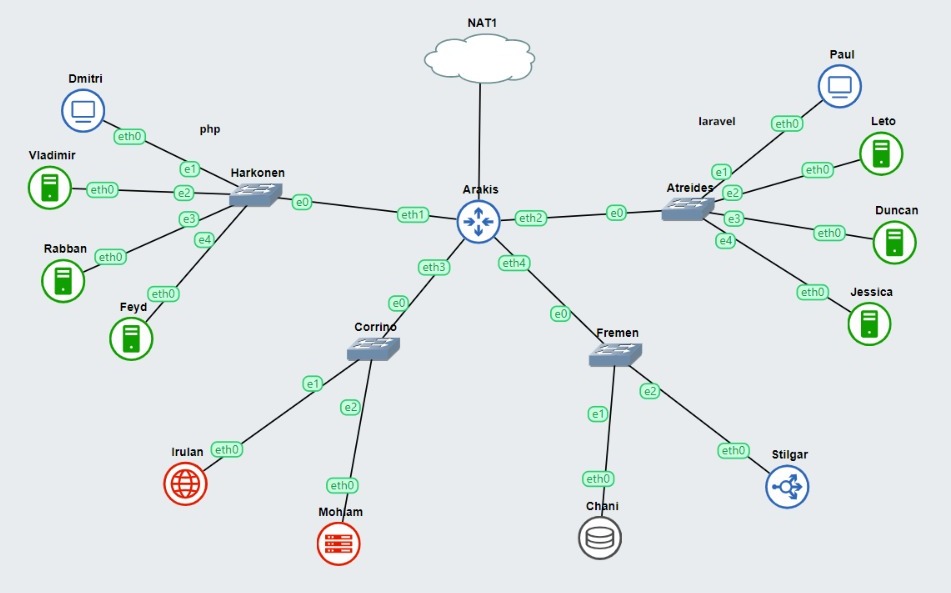 NAT1
Dmitri
php
eth0
e1
Vladimir
eth0
e2
Harkonen
e0
eth1
Arakis
eth2
e0
Atreides
laravel
Paul
eth0
e1
Leto
eth0
e2
Duncan
eth0
e3
Jessica
eth0
e4
Rabban
eth0
e3
Feyd
eth0
e4
eth3
e0
Corrino
e1
eth0
Irulan
e2
eth0
Mohiam
eth4
e0
Fremen
e1
eth0
Chani
e2
eth0
Stilgar